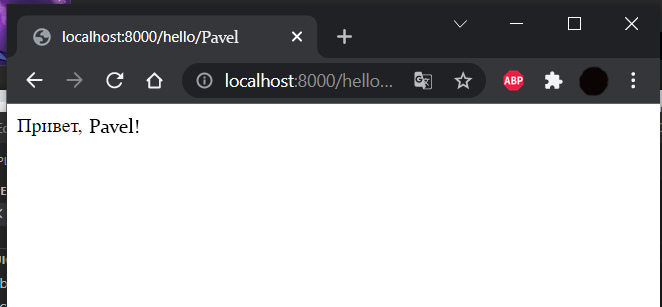 localhost:8000/hello/Pavel
localhost:8000/hello...
ABP
Привет, Pavel!